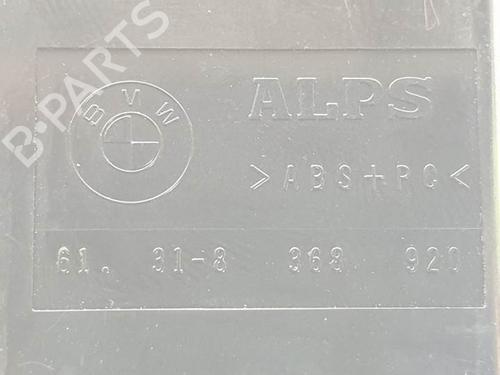 B-PARTS
BMW
ALPS
>ABS+PC<
61. 31-8 368 920